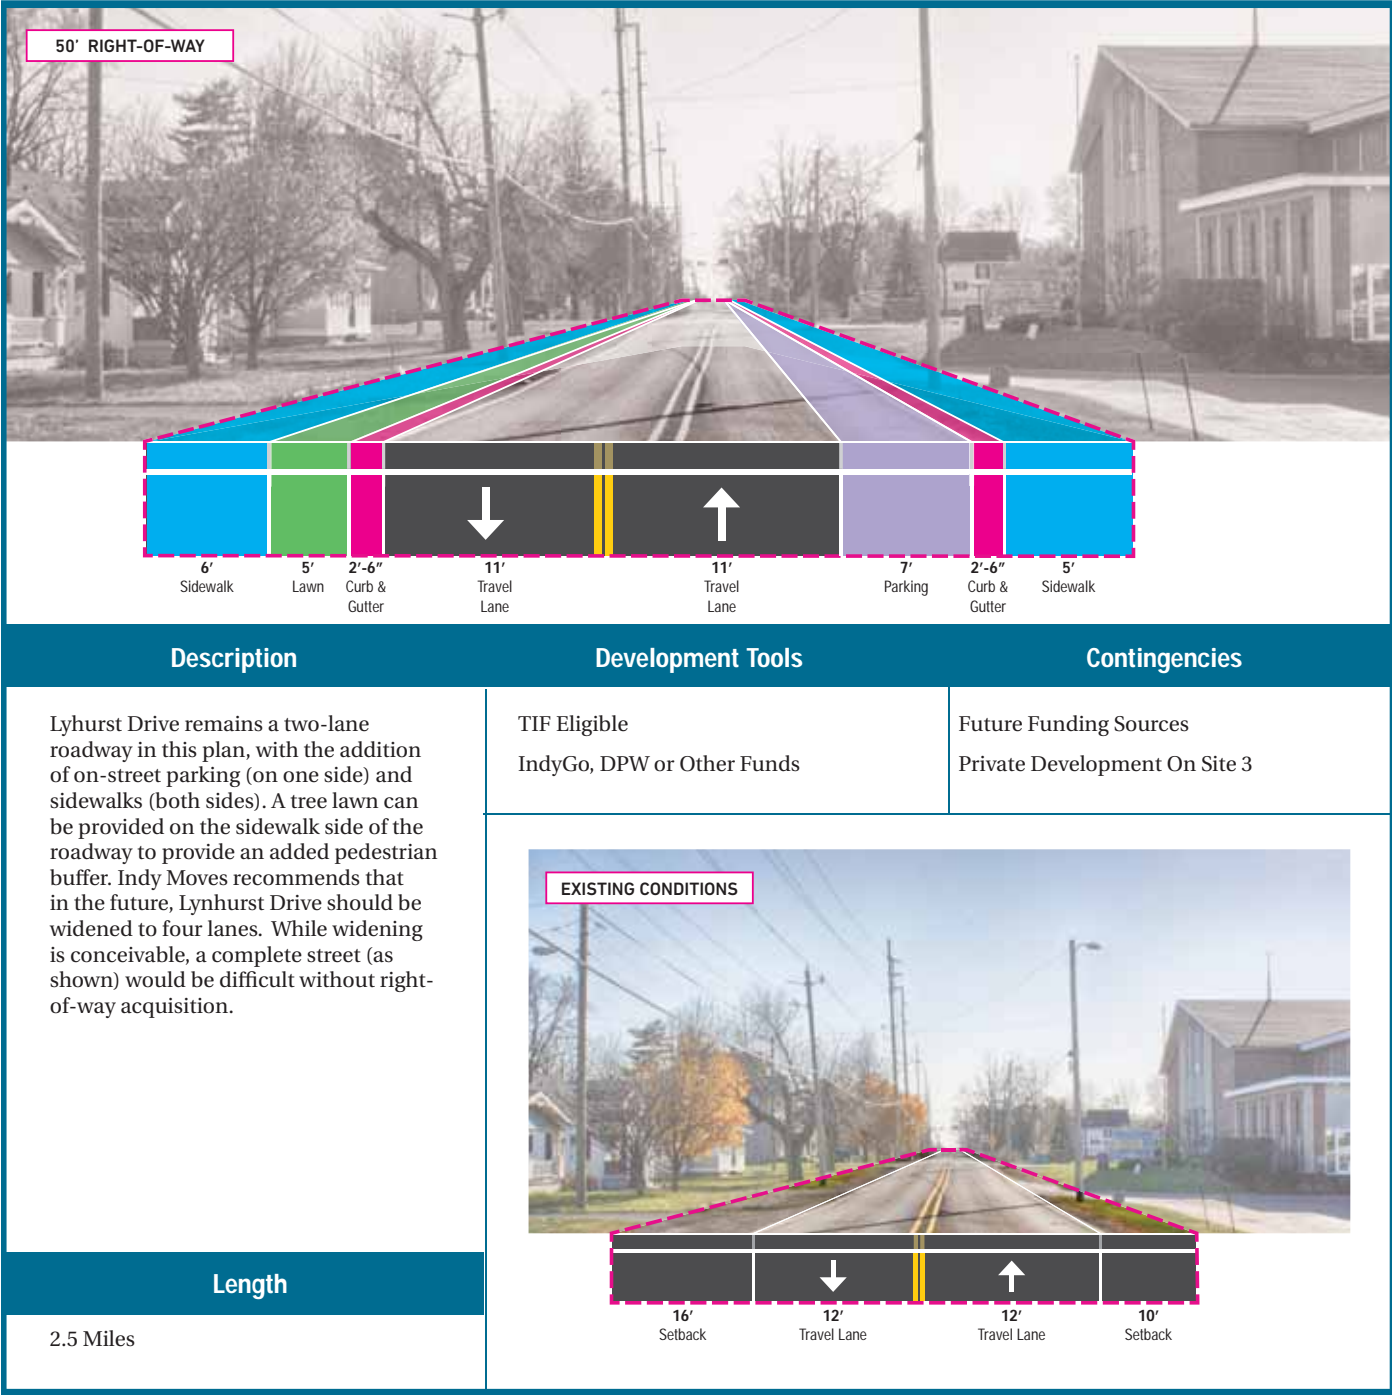 50′ RIGHT-OF-WAY
6′
Sidewalk
5′
Lawn
2′-6″
Curb &
Gutter
11′
Travel
Lane
11′
Travel
Lane
7′
Parking
2′-6″
Curb &
Gutter
5′
Sidewalk
Description
Lyhurst Drive remains a two-lane
roadway in this plan, with the addition
of on-street parking (on one side) and
sidewalks (both sides). A tree lawn can
be provided on the sidewalk side of the
roadway to provide an added pedestrian
buffer. Indy Moves recommends that
in the future, Lynhurst Drive should be
widened to four lanes. While widening
is conceivable, a complete street (as
shown) would be difficult without right-
of-way acquisition.
Length
2.5 Miles
Development Tools
TIF Eligible
IndyGo, DPW or Other Funds
Contingencies
Future Funding Sources
Private Development On Site 3
EXISTING CONDITIONS
16′
Setback
12′
Travel Lane
12′
Travel Lane
10′
Setback